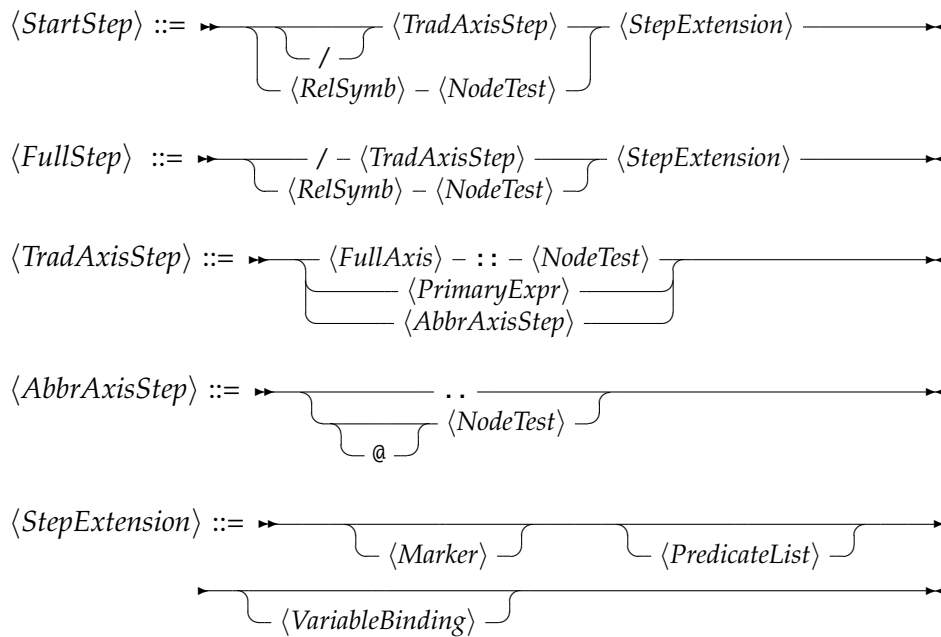 ⟨StartStep⟩ ::= ⟨TradAxisStep⟩ ⟨StepExtension⟩
/
⟨RelSymb⟩ – ⟨NodeTest⟩
⟨FullStep⟩ ::= / – ⟨TradAxisStep⟩ ⟨StepExtension⟩
⟨RelSymb⟩ – ⟨NodeTest⟩
⟨TradAxisStep⟩ ::= ⟨FullAxis⟩ – :: – ⟨NodeTest⟩
⟨PrimaryExpr⟩
⟨AbbrAxisStep⟩
⟨AbbrAxisStep⟩ ::= ..
⟨NodeTest⟩
@
⟨StepExtension⟩ ::=
⟨Marker⟩ ⟨PredicateList⟩
⟨VariableBinding⟩